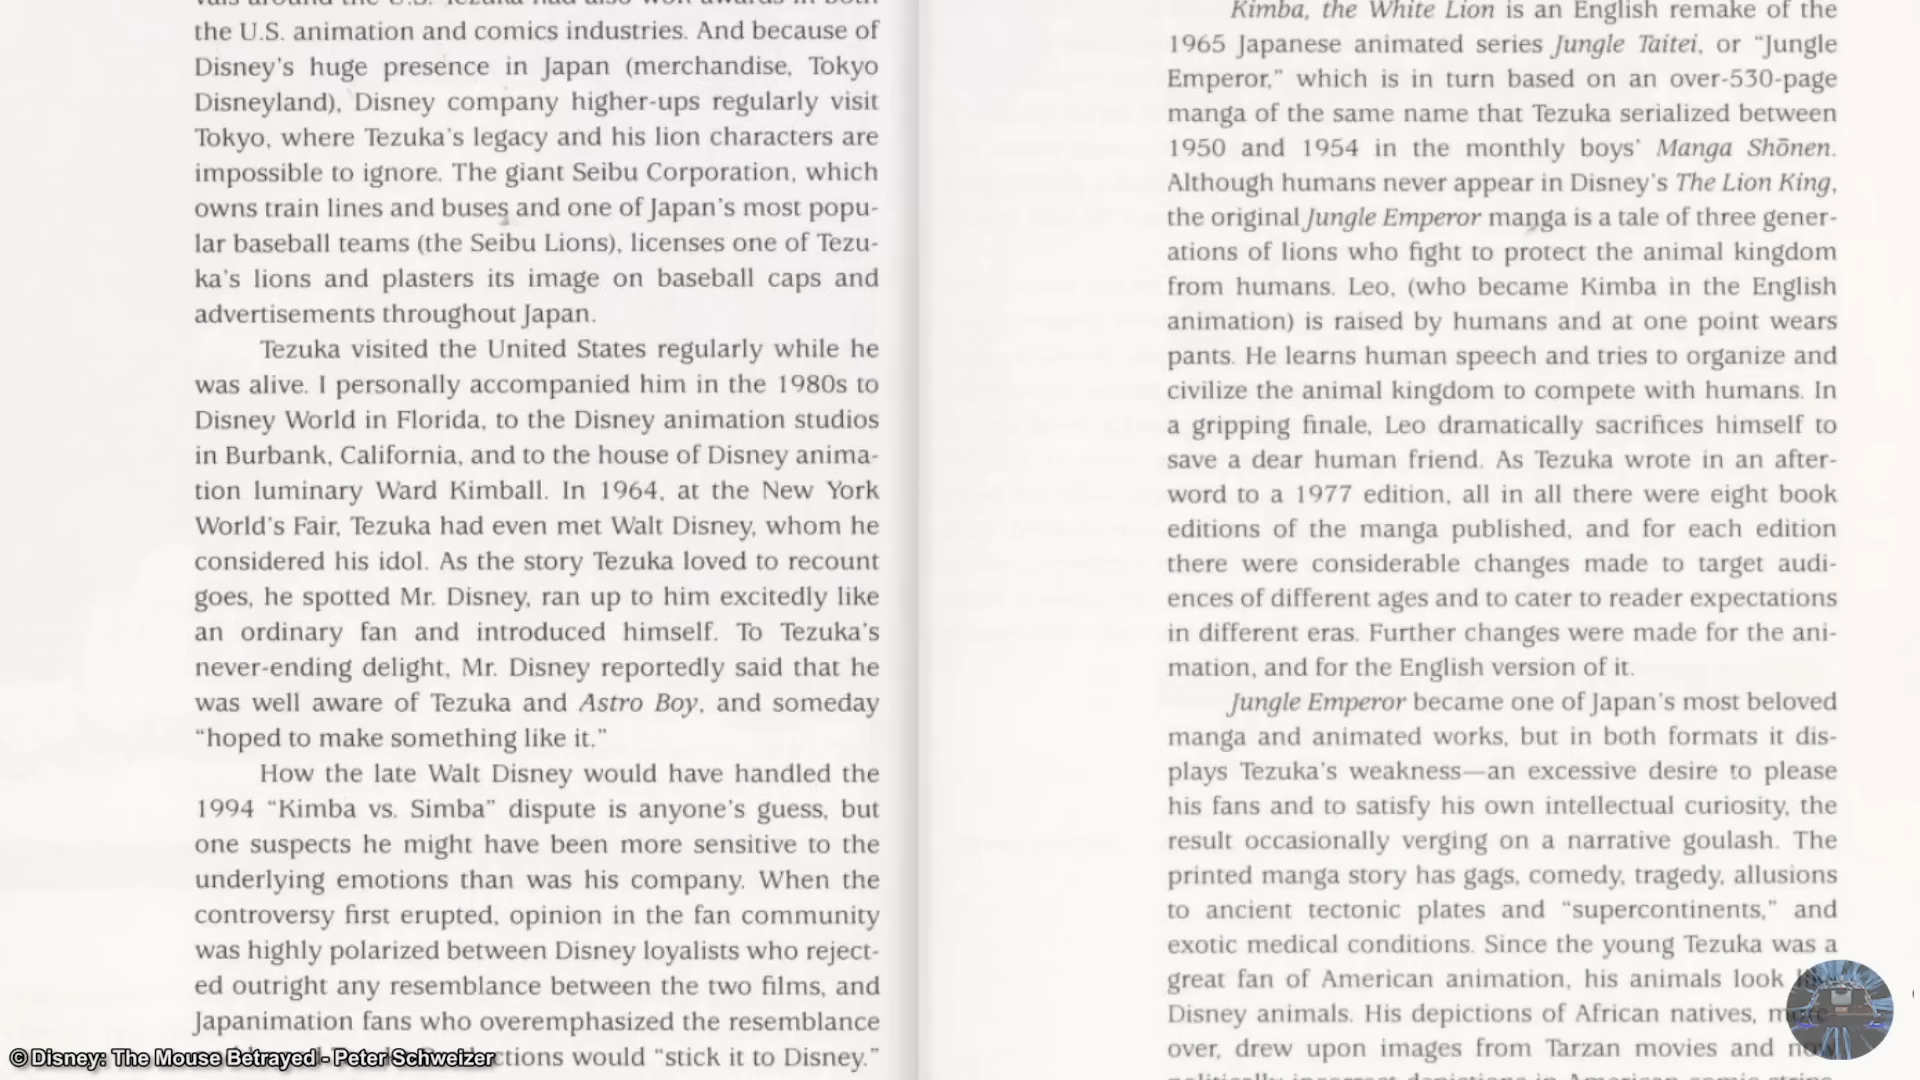 the U.S. animation and comics industries. And because of
Disney's huge presence in Japan (merchandise, Tokyo
Disneyland), Disney company higher-ups regularly visit
Tokyo, where Tezuka's legacy and his lion characters are
impossible to ignore. The giant Seibu Corporation, which
owns train lines and buses and one of Japan's most popu-
lar baseball teams (the Seibu Lions), licenses one of Tezu-
ka's lions and plasters its image on baseball caps and
advertisements throughout Japan.
Tezuka visited the United States regularly while he
was alive. I personally accompanied him in the 1980s to
Disney World in Florida, to the Disney animation studios
in Burbank, California, and to the house of Disney anima-
tion luminary Ward Kimball. In 1964, at the New York
World's Fair, Tezuka had even met Walt Disney, whom he
considered his idol. As the story Tezuka loved to recount
goes, he spotted Mr. Disney, ran up to him excitedly like
an ordinary fan and introduced himself. To Tezuka's
never-ending delight, Mr. Disney reportedly said that he
was well aware of Tezuka and Astro Boy, and someday
“hoped to make something like it.”
How the late Walt Disney would have handled the
1994 “Kimba vs. Simba” dispute is anyone's guess, but
one suspects he might have been more sensitive to the
underlying emotions than was his company. When the
controversy first erupted, opinion in the fan community
was highly polarized between Disney loyalists who reject-
ed outright any resemblance between the two films, and
Japanimation fans who overemphasized the resemblance
would “stick it to Disney.”
Kimba, the White Lion is an English remake of the
1965 Japanese animated series Jungle Taitei, or “Jungle
Emperor,” which is in turn based on an over-530-page
manga of the same name that Tezuka serialized between
1950 and 1954 in the monthly boys' Manga Shōnen.
Although humans never appear in Disney's The Lion King,
the original Jungle Emperor manga is a tale of three gener-
ations of lions who fight to protect the animal kingdom
from humans. Leo, (who became Kimba in the English
animation) is raised by humans and at one point wears
pants. He learns human speech and tries to organize and
civilize the animal kingdom to compete with humans. In
a gripping finale, Leo dramatically sacrifices himself to
save a dear human friend. As Tezuka wrote in an after-
word to a 1977 edition, all in all there were eight book
editions of the manga published, and for each edition
there were considerable changes made to target audi-
ences of different ages and to cater to reader expectations
in different eras. Further changes were made for the ani-
mation, and for the English version of it.
Jungle Emperor became one of Japan's most beloved
manga and animated works, but in both formats it dis-
plays Tezuka's weakness—an excessive desire to please
his fans and to satisfy his own intellectual curiosity, the
result occasionally verging on a narrative goulash. The
printed manga story has gags, comedy, tragedy, allusions
to ancient tectonic plates and “supercontinents,” and
exotic medical conditions. Since the young Tezuka was a
great fan of American animation, his animals look
Disney animals. His depictions of African natives,
over, drew upon images from Tarzan movies and
© Disney: The Mouse Betrayed - Peter Schweizer